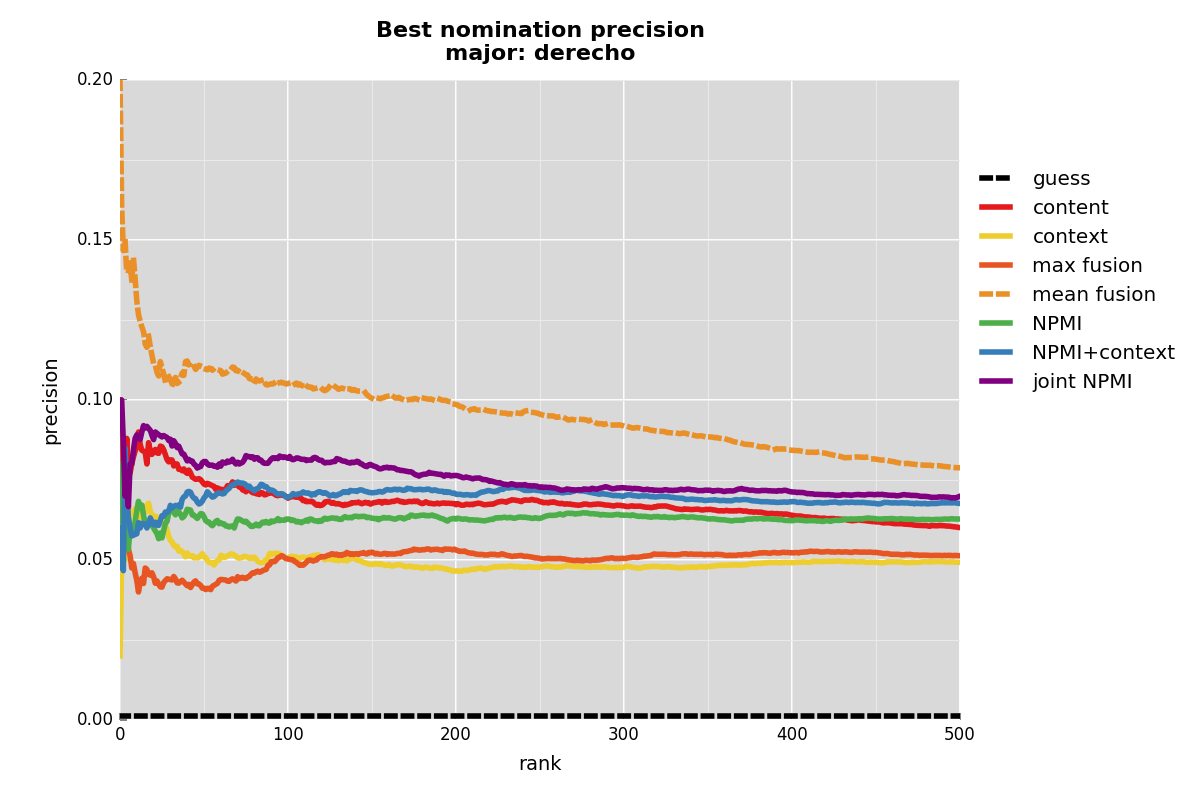 Best nomination precision
major: derecho
0.20
0.15
0.10
0.05
0.00
precision
0 100 200 300 400 500
rank
guess
content
context
max fusion
mean fusion
NPMI
NPMI+context
joint NPMI